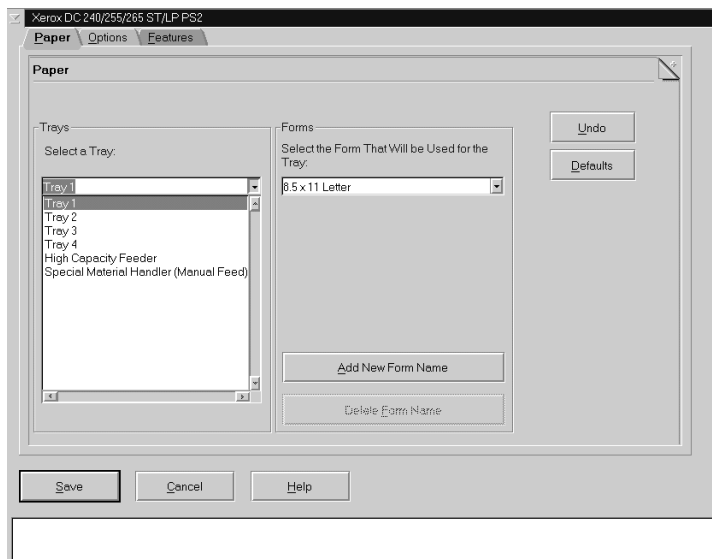 Xerox DC 240/255/265 ST/LP PS2
Paper Options Features
Paper
Trays
Select a Tray:
Tray 1
Tray 1
Tray 2
Tray 3
Tray 4
High Capacity Feeder
Special Material Handler (Manual Feed)
Forms
Select the Form That Will be Used for the
Tray:
8.5 x 11 Letter
Add New Form Name
Delete Form Name
Undo
Defaults
Save Cancel Help